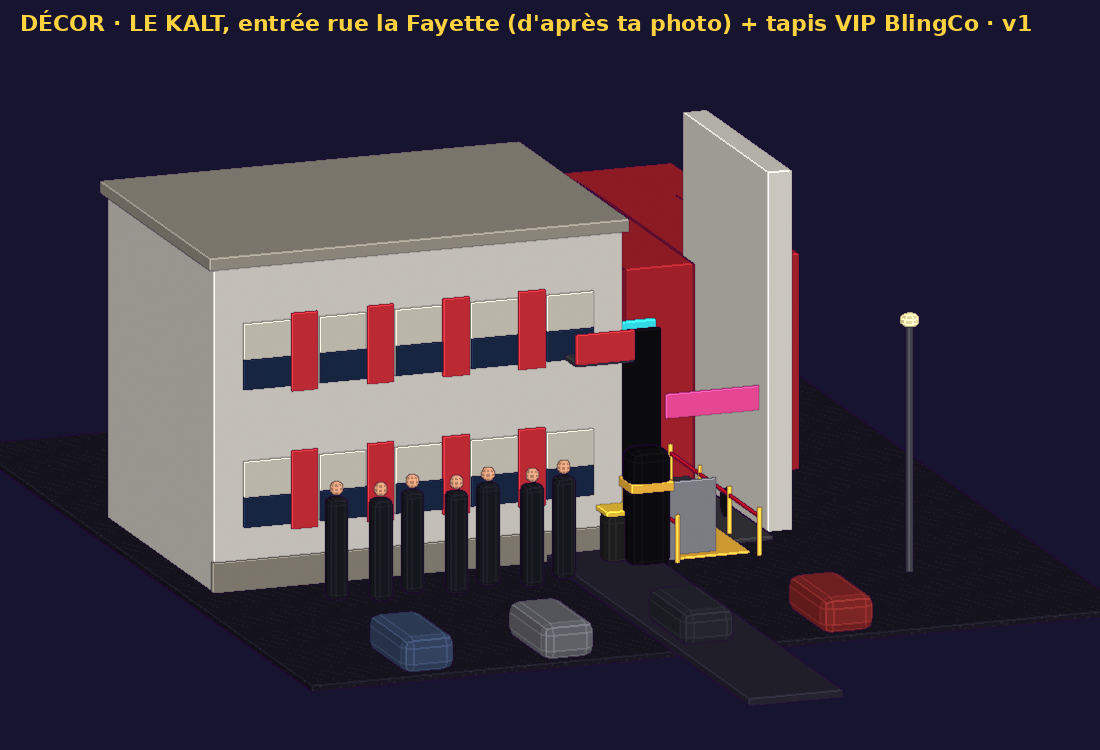 DÉCOR · LE KALT, entrée rue la Fayette (d'après ta photo) + tapis VIP BlingCo · v1